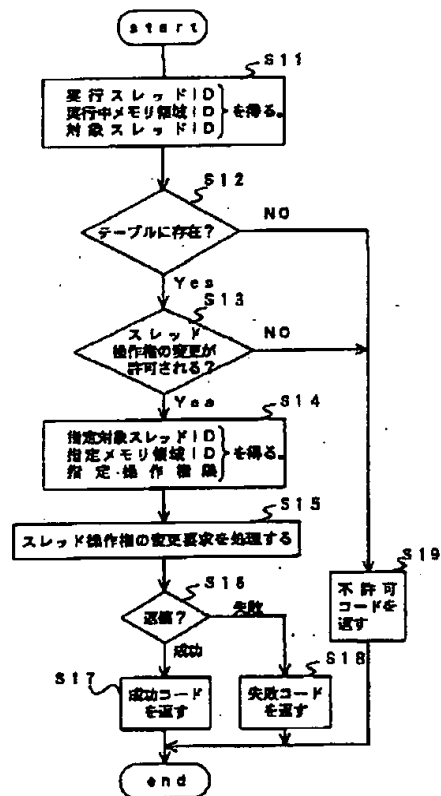 start
S11
実行スレッドID
実行中メモリ領域ID
対象スレッドID
を得る。
S12
テーブルに存在?
NO
Yes
S13
スレッド
操作権の変更が
許可される?
NO
Yes
S14
指定対象スレッドID
指定メモリ領域ID
指定操作権限
を得る。
S15
スレッド操作権の変更要求を処理する
S16
返値?
失敗
成功
S17
成功コード
を返す
S18
失敗コード
を返す
S19
不許可
コードを
返す
end